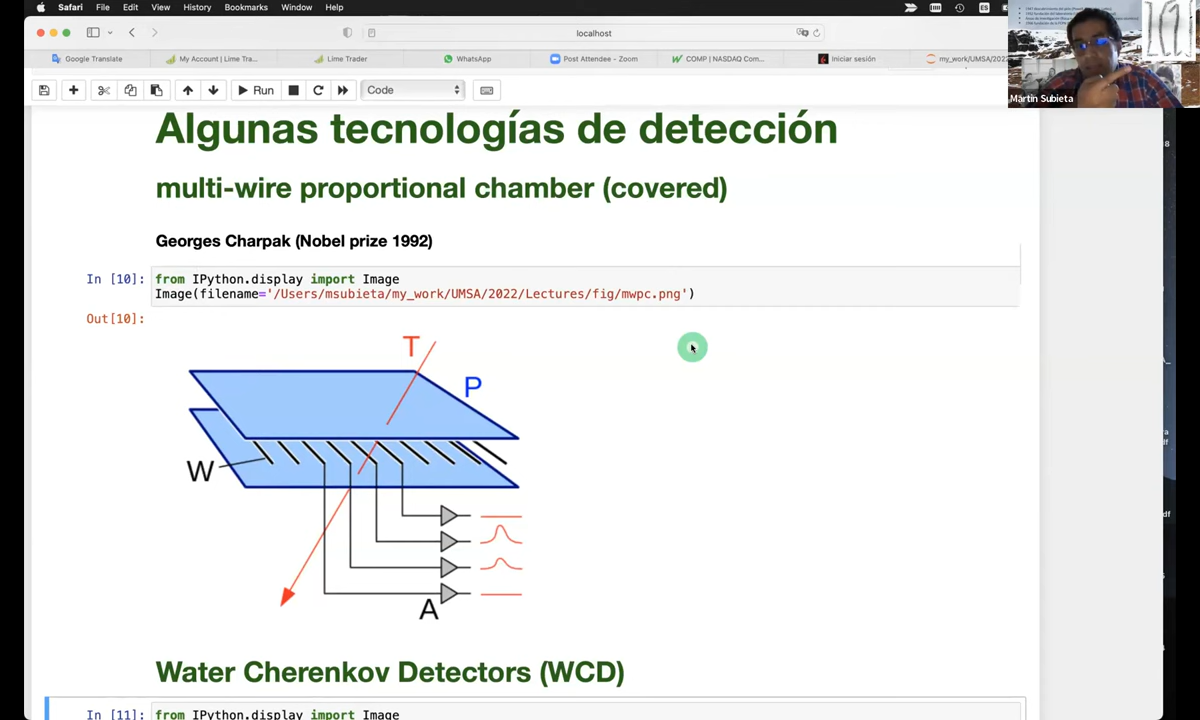 Safari File Edit View History Bookmarks Window Help
ES
localhost
Google Translate
My Account | Lime Tra...
Lime Trader
WhatsApp
Post Attendee - Zoom
COMP | NASDAQ Com...
Iniciar sesión
my_work/UMSA/202
Martin Subieta
Run
Code
Algunas tecnologías de detección
multi-wire proportional chamber (covered)
Georges Charpak (Nobel prize 1992)
In [10]: from IPython.display import Image
Image(filename='/Users/msubieta/my_work/UMSA/2022/Lectures/fig/mwpc.png')
Out[10]:
T
P
W
A
Water Cherenkov Detectors (WCD)
In [11]: from IPython.display import Image